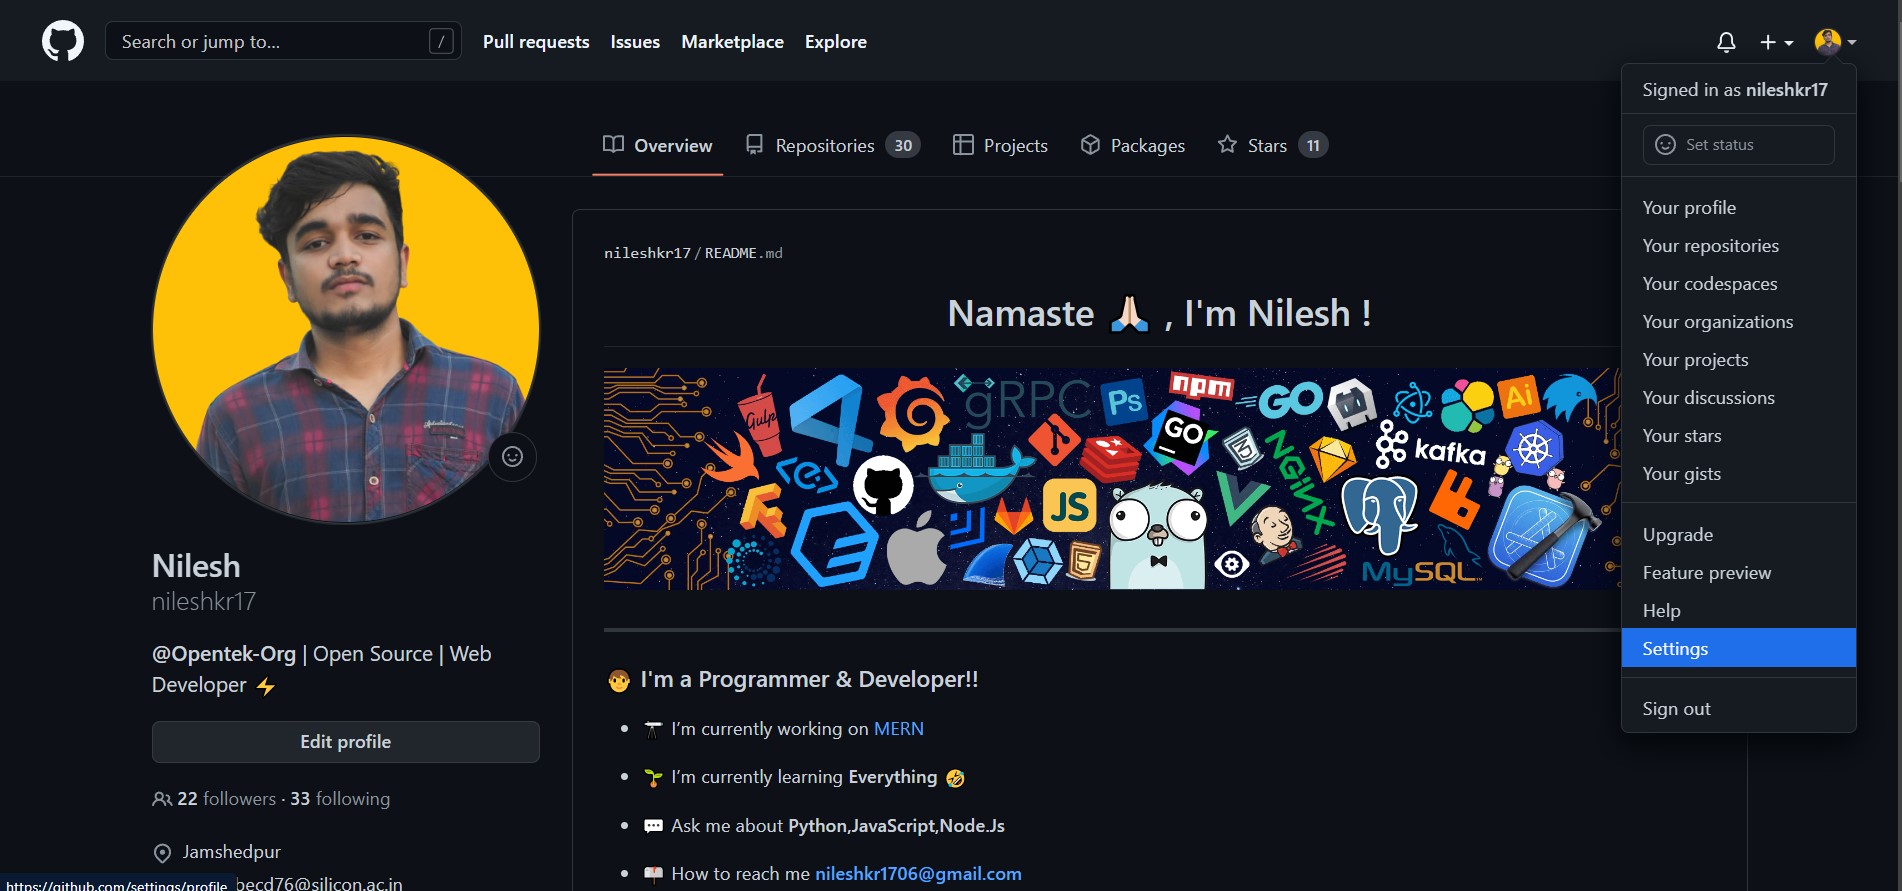 Search or jump to...
/
Pull requests
Issues
Marketplace
Explore
Signed in as nileshkr17
Set status
Your profile
Your repositories
Your codespaces
Your organizations
Your projects
Your discussions
Your stars
Your gists
Upgrade
Feature preview
Help
Settings
Sign out
Overview
Repositories 30
Projects
Packages
Stars 11
Nilesh
nileshkr17
@Opentek-Org | Open Source | Web
Developer ⚡
Edit profile
22 followers · 33 following
Jamshedpur
becd76@silicon.ac.in
https://github.com/settings/profile
nileshkr17/README.md
Namaste 🙏🏻 , I'm Nilesh !
Gulp
gRPC
Ps
npm
GO
Ai
GO
kafka
NGiNX
JS
5
MySQL
🧑 I'm a Programmer & Developer!!
• 🔭 I’m currently working on MERN
• 🌱 I’m currently learning Everything 🤣
• 💬 Ask me about Python,JavaScript,Node.Js
• 📫 How to reach me nileshkr1706@gmail.com